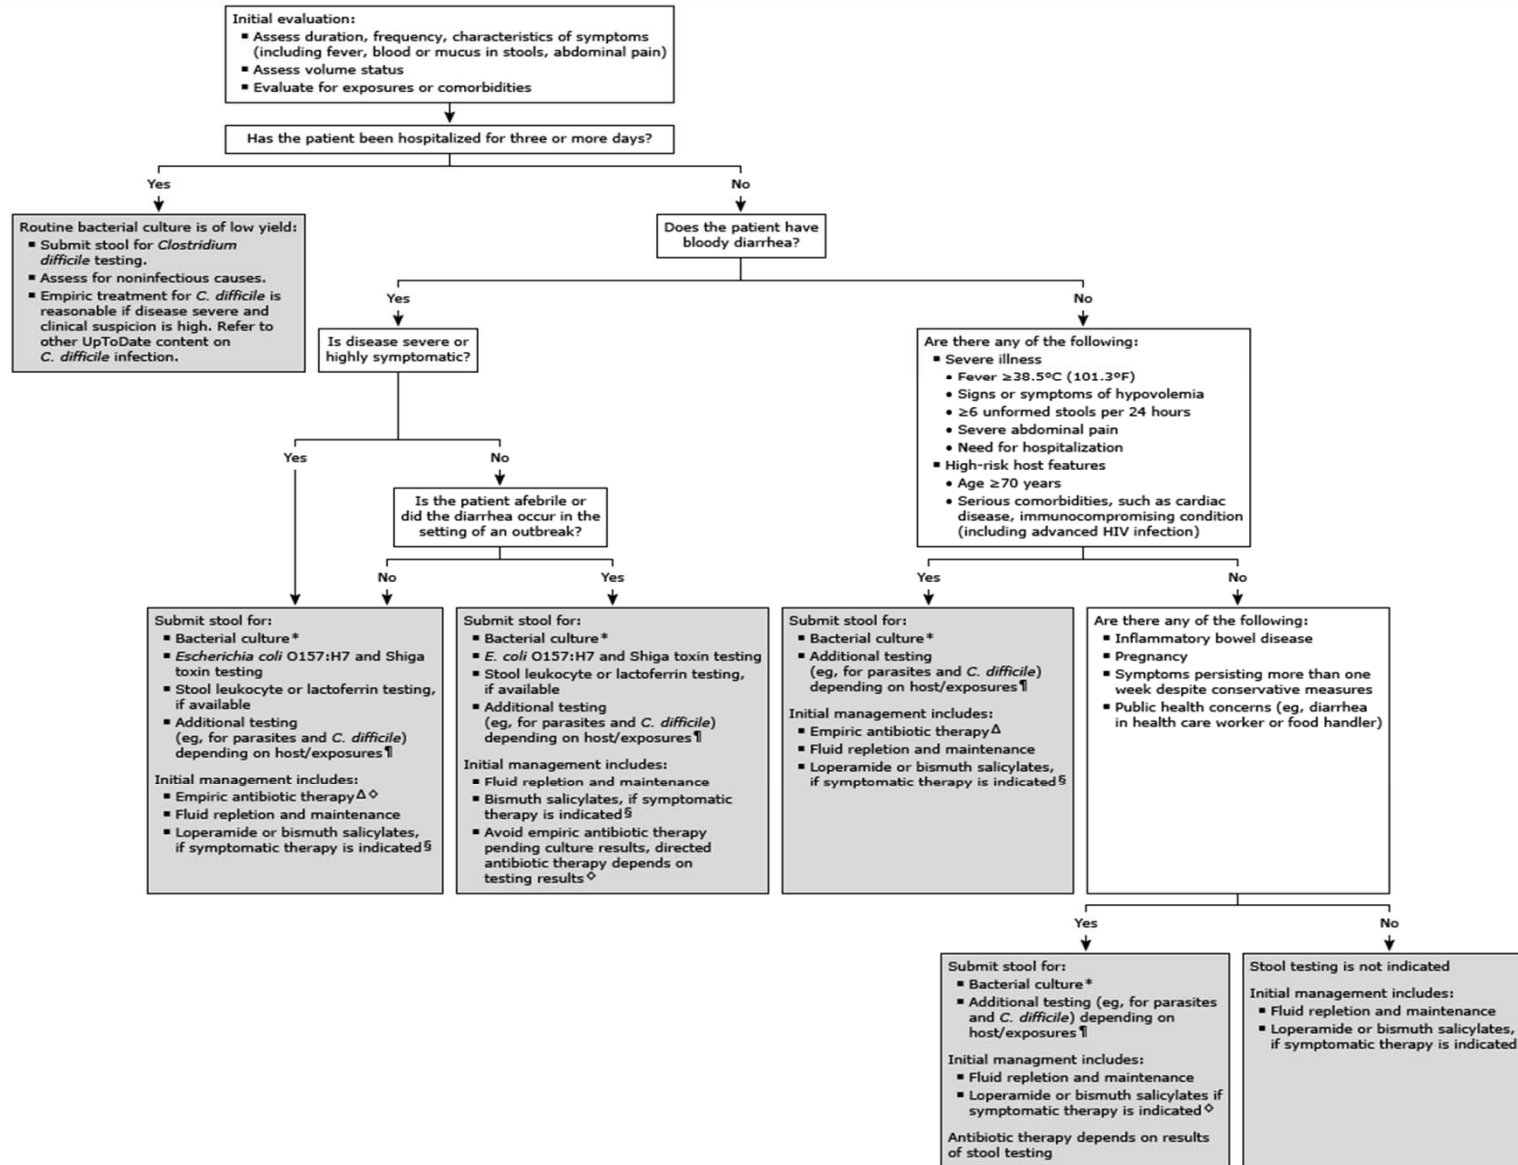 Initial evaluation:
▪ Assess duration, frequency, characteristics of symptoms
(including fever, blood or mucus in stools, abdominal pain)
▪ Assess volume status
▪ Evaluate for exposures or comorbidities
Has the patient been hospitalized for three or more days?
Yes
No
Routine bacterial culture is of low yield:
▪ Submit stool for Clostridium
difficile testing.
▪ Assess for noninfectious causes.
▪ Empiric treatment for C. difficile is
reasonable if disease severe and
clinical suspicion is high. Refer to
other UpToDate content on
C. difficile infection.
Does the patient have
bloody diarrhea?
Yes
No
Is disease severe or
highly symptomatic?
Are there any of the following:
▪ Severe illness
• Fever ≥38.5°C (101.3°F)
• Signs or symptoms of hypovolemia
• ≥6 unformed stools per 24 hours
• Severe abdominal pain
• Need for hospitalization
▪ High-risk host features
• Age ≥70 years
• Serious comorbidities, such as cardiac
disease, immunocompromising condition
(including advanced HIV infection)
Yes
No
Is the patient afebrile or
did the diarrhea occur in the
setting of an outbreak?
No
Yes
Yes
No
Submit stool for:
▪ Bacterial culture*
▪ Escherichia coli O157:H7 and Shiga
toxin testing
▪ Stool leukocyte or lactoferrin testing,
if available
▪ Additional testing
(eg, for parasites and C. difficile)
depending on host/exposures¶
Initial management includes:
▪ Empiric antibiotic therapy Δ◇
▪ Fluid repletion and maintenance
▪ Loperamide or bismuth salicylates,
if symptomatic therapy is indicated§
Submit stool for:
▪ Bacterial culture*
▪ E. coli O157:H7 and Shiga toxin testing
▪ Stool leukocyte or lactoferrin testing,
if available
▪ Additional testing
(eg, for parasites and C. difficile)
depending on host/exposures¶
Initial management includes:
▪ Fluid repletion and maintenance
▪ Bismuth salicylates, if symptomatic
therapy is indicated§
▪ Avoid empiric antibiotic therapy
pending culture results, directed
antibiotic therapy depends on
testing results◇
Submit stool for:
▪ Bacterial culture*
▪ Additional testing
(eg, for parasites and C. difficile)
depending on host/exposures¶
Initial management includes:
▪ Empiric antibiotic therapy Δ
▪ Fluid repletion and maintenance
▪ Loperamide or bismuth salicylates,
if symptomatic therapy is indicated§
Are there any of the following:
▪ Inflammatory bowel disease
▪ Pregnancy
▪ Symptoms persisting more than one
week despite conservative measures
▪ Public health concerns (eg, diarrhea
in health care worker or food handler)
Yes
No
Submit stool for:
▪ Bacterial culture*
▪ Additional testing (eg, for parasites
and C. difficile) depending on
host/exposures¶
Initial managment includes:
▪ Fluid repletion and maintenance
▪ Loperamide or bismuth salicylates if
symptomatic therapy is indicated◇
Antibiotic therapy depends on results
of stool testing
Stool testing is not indicated
Initial management includes:
▪ Fluid repletion and maintenance
▪ Loperamide or bismuth salicylates,
if symptomatic therapy is indicated